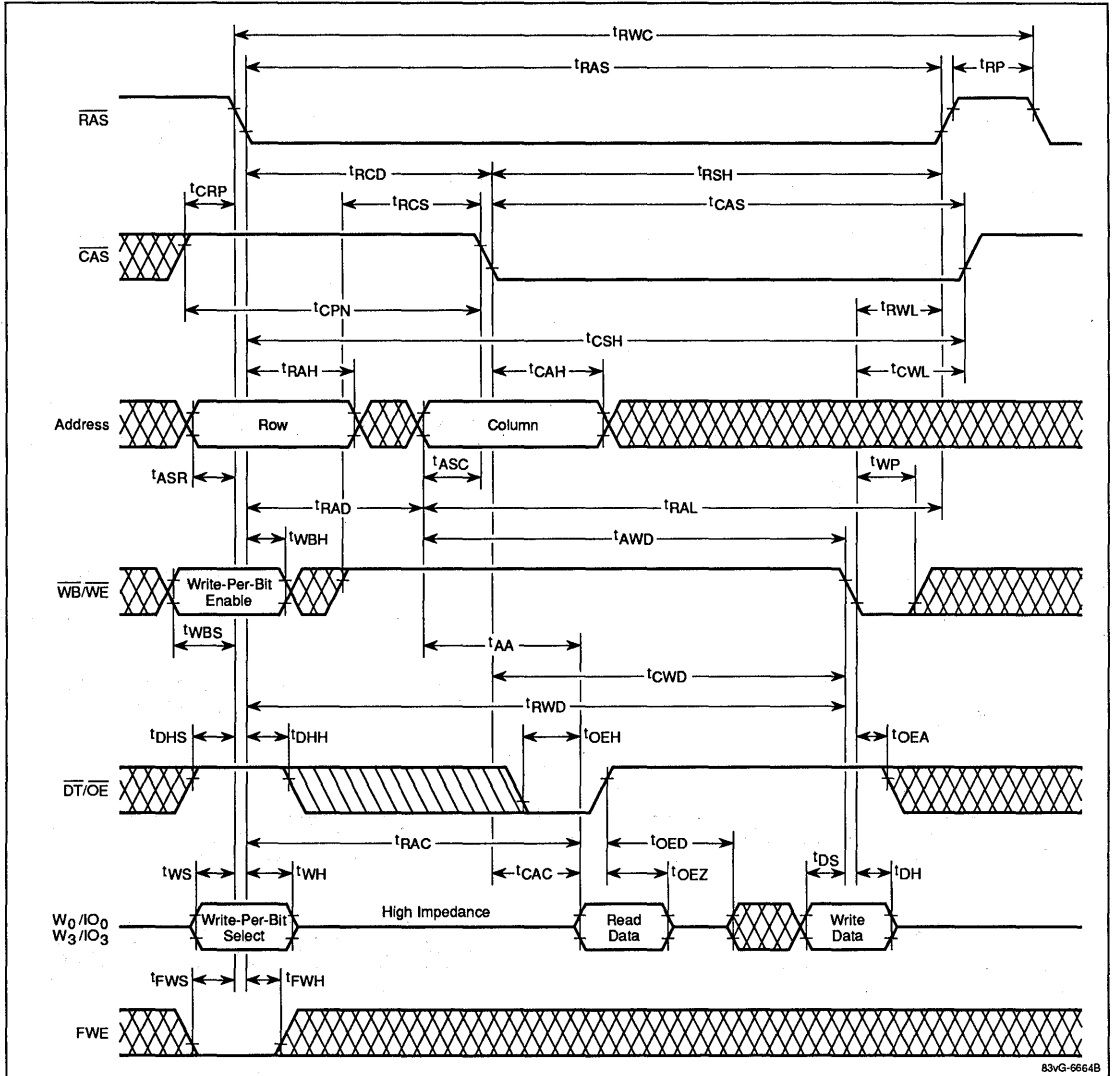 tRWC
tRAS
tRP
RAS
tRCD
tRSH
tCRP
tRCS
tCAS
CAS
tCPN
tRWL
tCSH
tRAH
tCAH
tCWL
Address
Row
Column
tASR
tASC
tWP
tRAD
tRAL
tWBH
tAWD
WB/WE
Write-Per-Bit
Enable
tWBS
tAA
tCWD
tRWD
tDHS
tDHH
tOEH
tOEA
DT/OE
tRAC
tOED
tWS
tWH
tCAC
tOEZ
tDS
tDH
W0/IO0
W3/IO3
Write-Per-Bit
Select
High Impedance
Read
Data
Write
Data
tFWS
tFWH
FWE
83vG-6664B